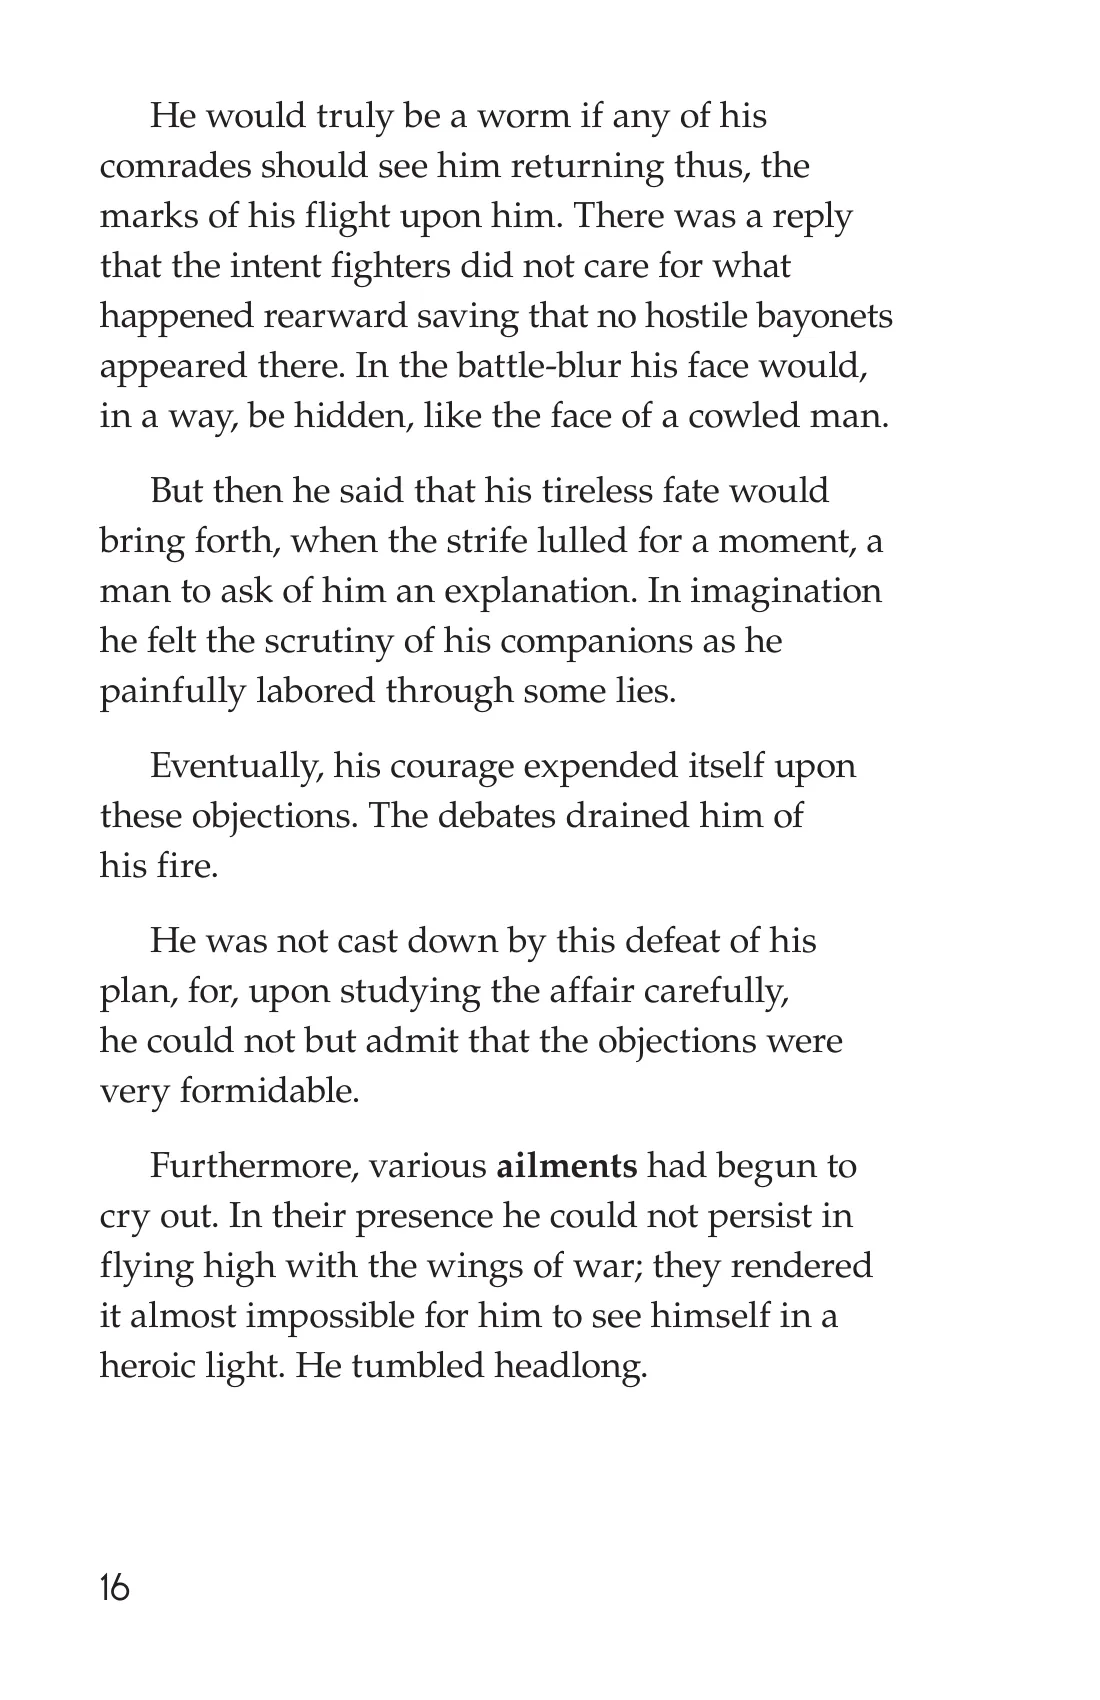 He would truly be a worm if any of his
comrades should see him returning thus, the
marks of his flight upon him. There was a reply
that the intent fighters did not care for what
happened rearward saving that no hostile bayonets
appeared there. In the battle-blur his face would,
in a way, be hidden, like the face of a cowled man.
But then he said that his tireless fate would
bring forth, when the strife lulled for a moment, a
man to ask of him an explanation. In imagination
he felt the scrutiny of his companions as he
painfully labored through some lies.
Eventually, his courage expended itself upon
these objections. The debates drained him of
his fire.
He was not cast down by this defeat of his
plan, for, upon studying the affair carefully,
he could not but admit that the objections were
very formidable.
Furthermore, various ailments had begun to
cry out. In their presence he could not persist in
flying high with the wings of war; they rendered
it almost impossible for him to see himself in a
heroic light. He tumbled headlong.
16